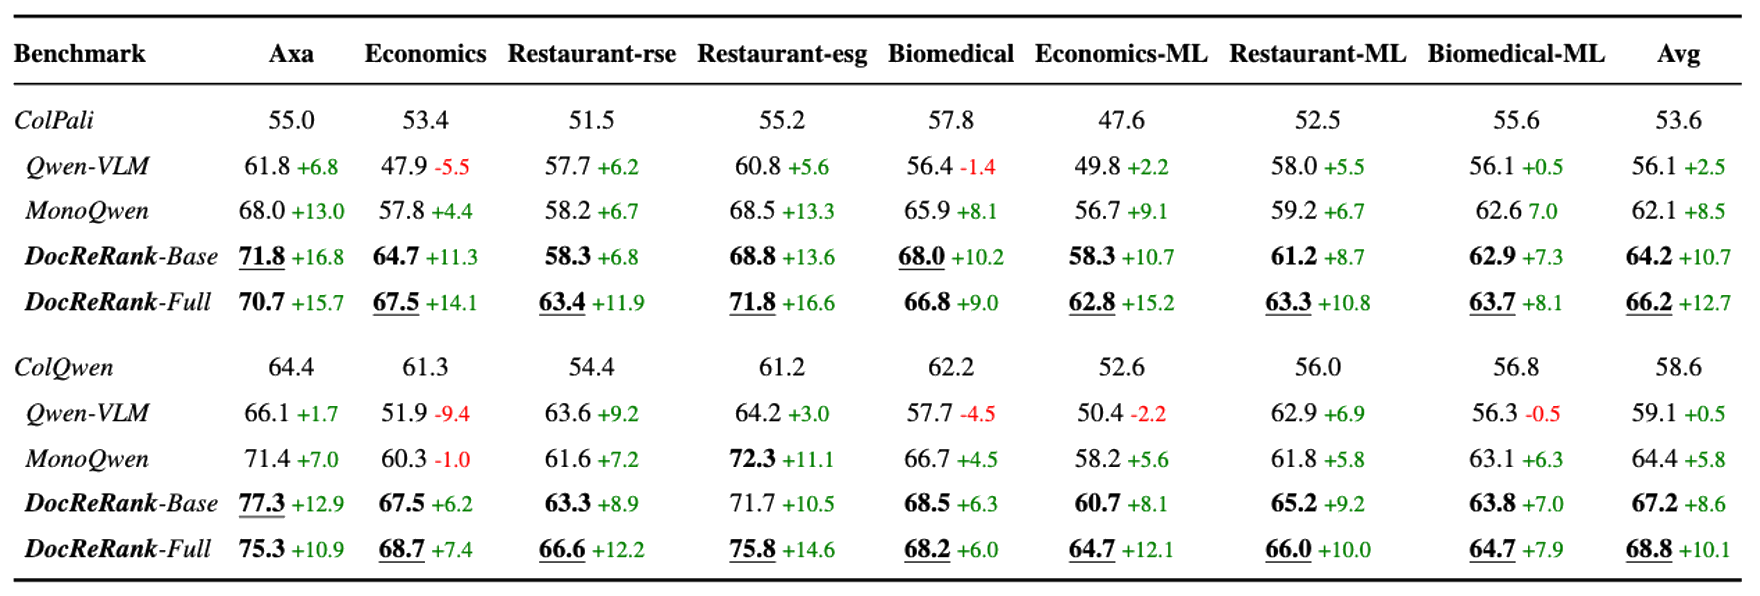 Benchmark Axa Economics Restaurant-rse Restaurant-esg Biomedical Economics-ML Restaurant-ML Biomedical-ML Avg
ColPali 55.0 53.4 51.5 55.2 57.8 47.6 52.5 55.6 53.6
Qwen-VLM 61.8 +6.8 47.9 -5.5 57.7 +6.2 60.8 +5.6 56.4 -1.4 49.8 +2.2 58.0 +5.5 56.1 +0.5 56.1 +2.5
MonoQwen 68.0 +13.0 57.8 +4.4 58.2 +6.7 68.5 +13.3 65.9 +8.1 56.7 +9.1 59.2 +6.7 62.6 7.0 62.1 +8.5
DocReRank-Base 71.8 +16.8 64.7 +11.3 58.3 +6.8 68.8 +13.6 68.0 +10.2 58.3 +10.7 61.2 +8.7 62.9 +7.3 64.2 +10.7
DocReRank-Full 70.7 +15.7 67.5 +14.1 63.4 +11.9 71.8 +16.6 66.8 +9.0 62.8 +15.2 63.3 +10.8 63.7 +8.1 66.2 +12.7
ColQwen 64.4 61.3 54.4 61.2 62.2 52.6 56.0 56.8 58.6
Qwen-VLM 66.1 +1.7 51.9 -9.4 63.6 +9.2 64.2 +3.0 57.7 -4.5 50.4 -2.2 62.9 +6.9 56.3 -0.5 59.1 +0.5
MonoQwen 71.4 +7.0 60.3 -1.0 61.6 +7.2 72.3 +11.1 66.7 +4.5 58.2 +5.6 61.8 +5.8 63.1 +6.3 64.4 +5.8
DocReRank-Base 77.3 +12.9 67.5 +6.2 63.3 +8.9 71.7 +10.5 68.5 +6.3 60.7 +8.1 65.2 +9.2 63.8 +7.0 67.2 +8.6
DocReRank-Full 75.3 +10.9 68.7 +7.4 66.6 +12.2 75.8 +14.6 68.2 +6.0 64.7 +12.1 66.0 +10.0 64.7 +7.9 68.8 +10.1